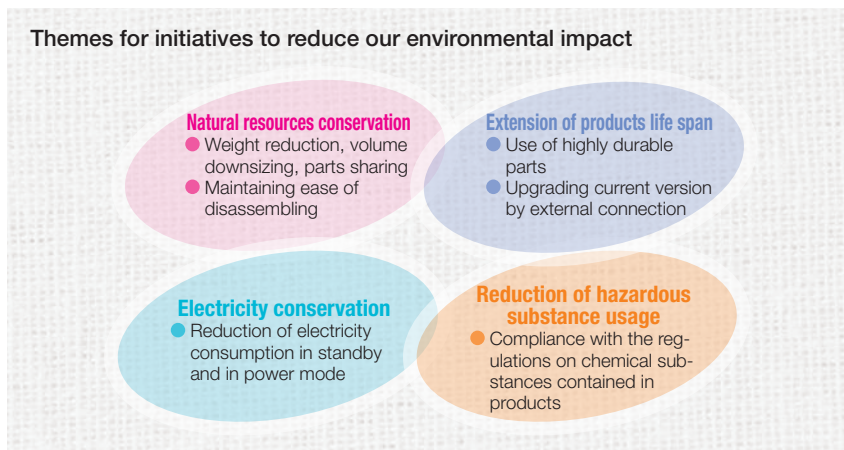 Themes for initiatives to reduce our environmental impact
Natural resources conservation
● Weight reduction, volume
downsizing, parts sharing
● Maintaining ease of
disassembling
Extension of products life span
● Use of highly durable
parts
● Upgrading current version
by external connection
Electricity conservation
● Reduction of electricity
consumption in standby
and in power mode
Reduction of hazardous
substance usage
● Compliance with the reg-
ulations on chemical sub-
stances contained in
products